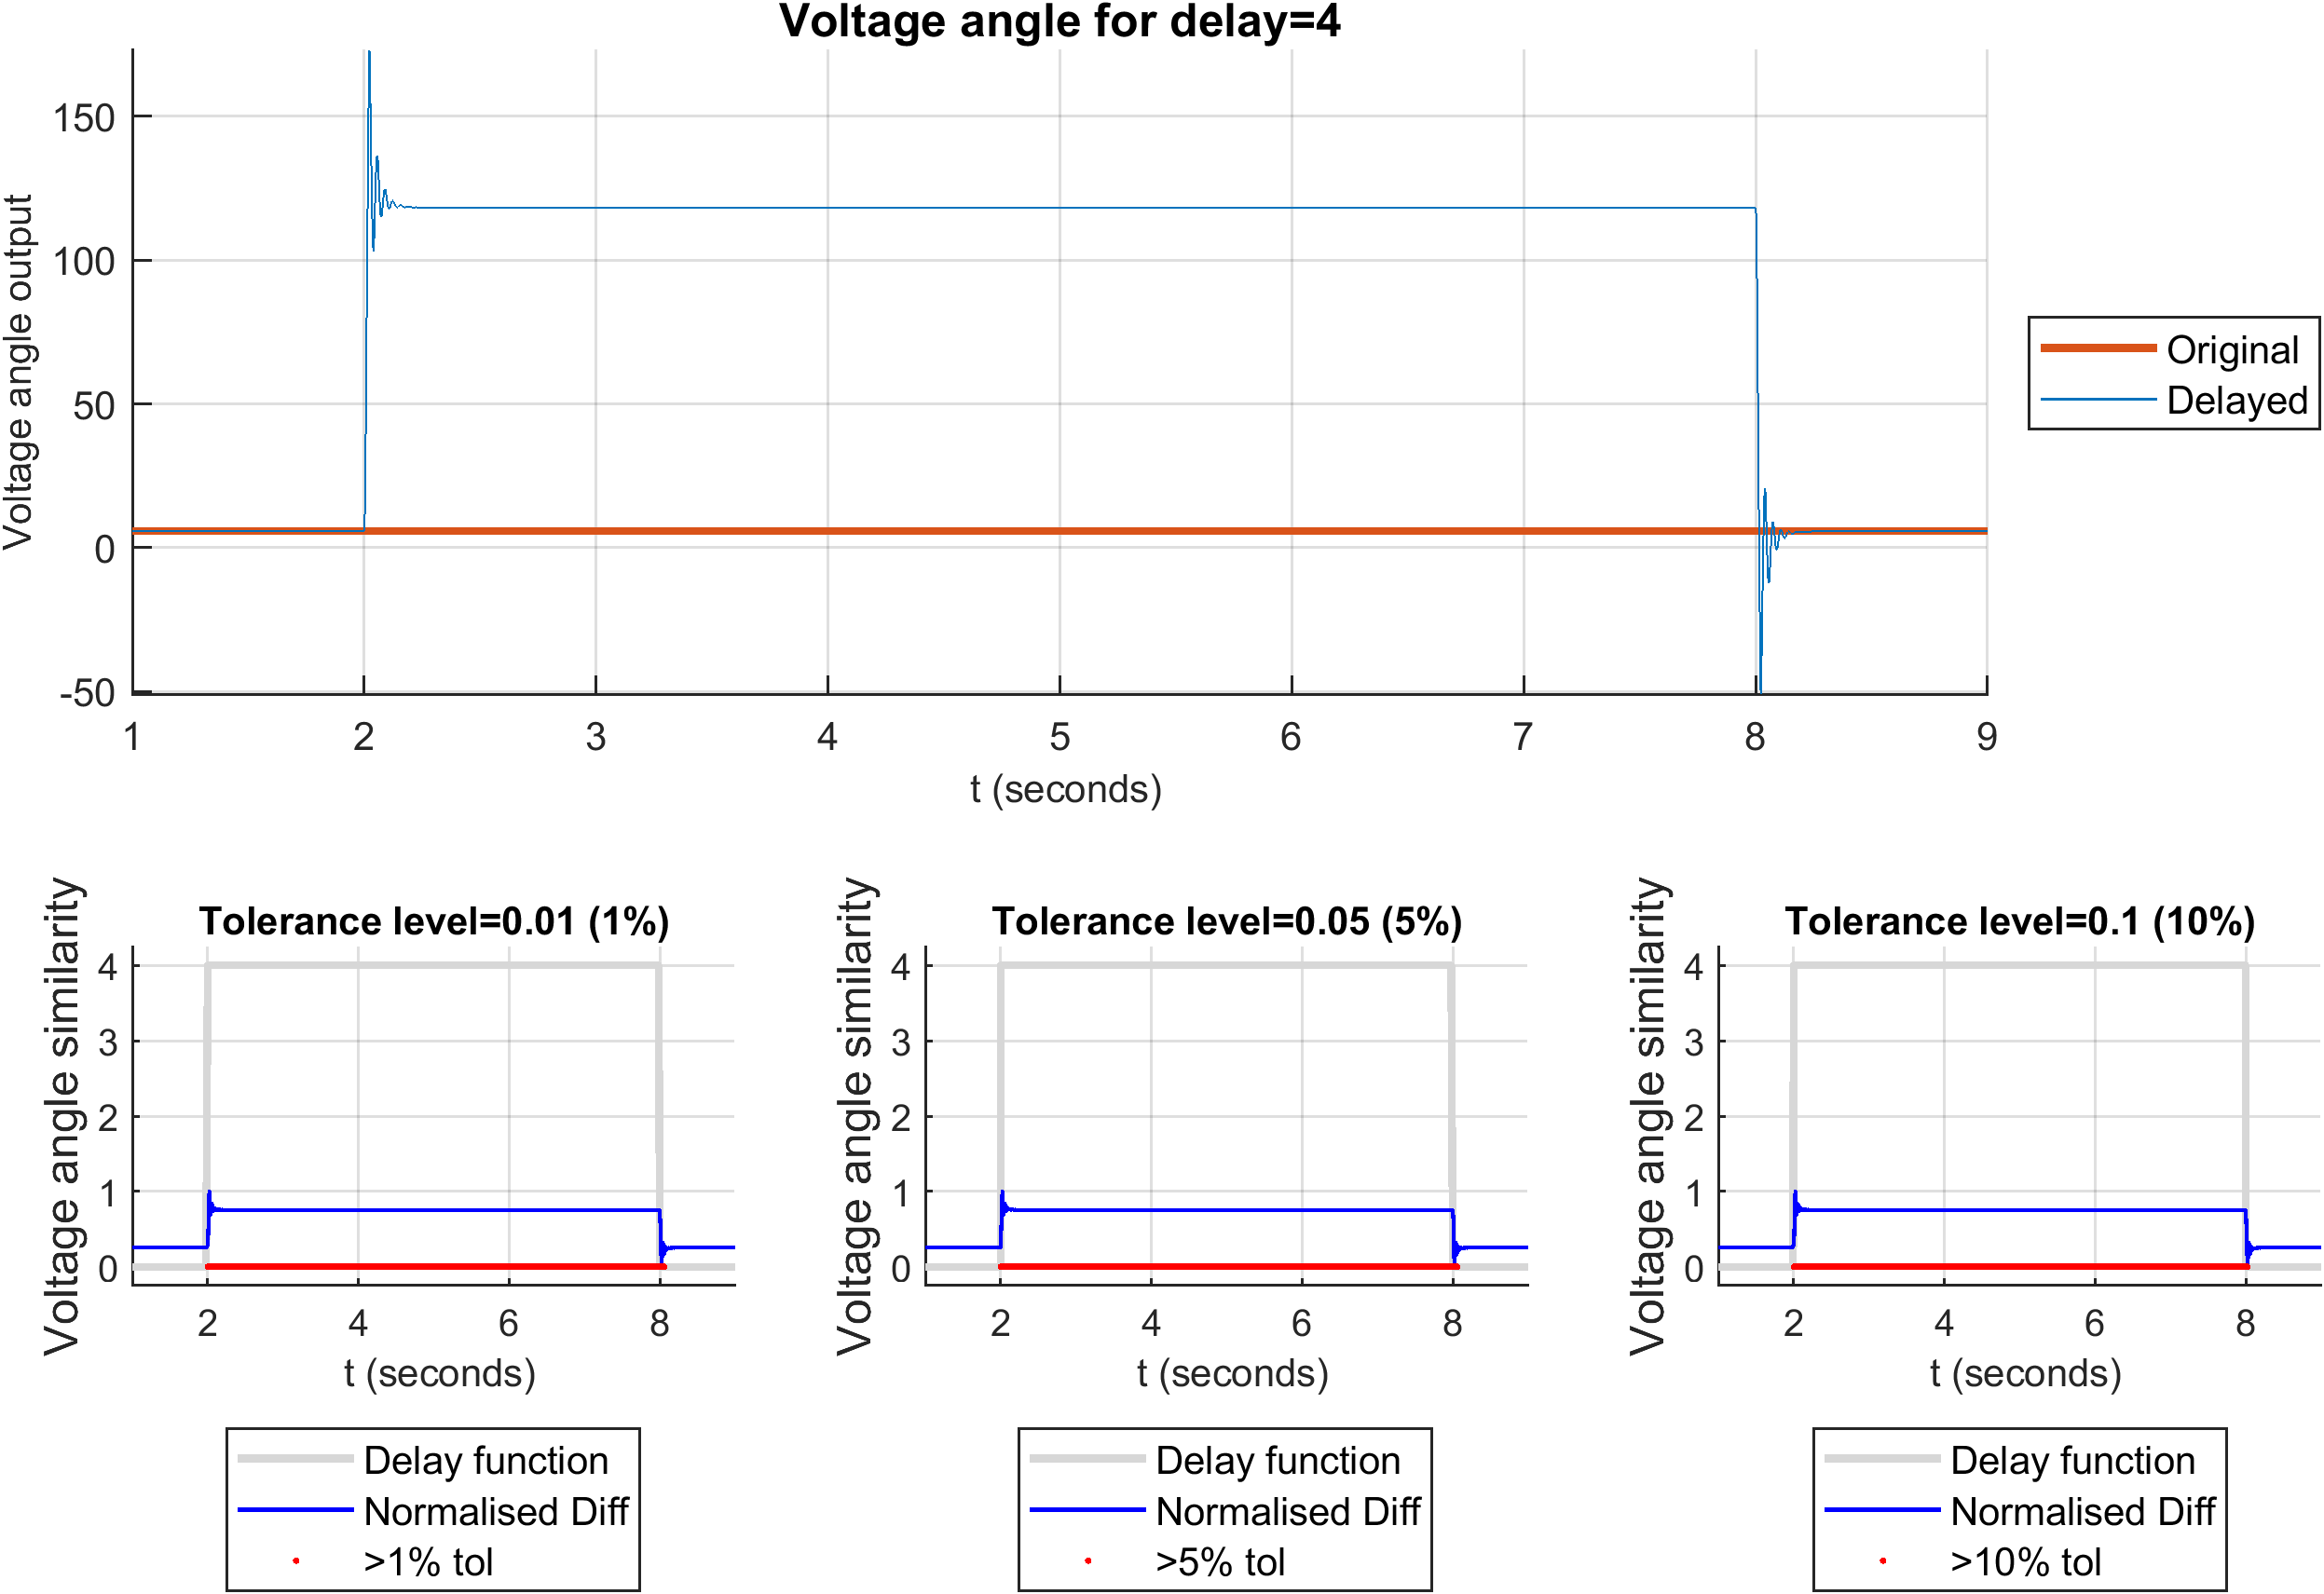 Voltage angle for delay=4
Voltage angle output
150
100
50
0
-50
1 2 3 4 5 6 7 8 9
t (seconds)
Original
Delayed
Tolerance level=0.01 (1%)
Voltage angle similarity
4
3
2
1
0
2 4 6 8
t (seconds)
Delay function
Normalised Diff
>1% tol
Tolerance level=0.05 (5%)
Voltage angle similarity
4
3
2
1
0
2 4 6 8
t (seconds)
Delay function
Normalised Diff
>5% tol
Tolerance level=0.1 (10%)
Voltage angle similarity
4
3
2
1
0
2 4 6 8
t (seconds)
Delay function
Normalised Diff
>10% tol